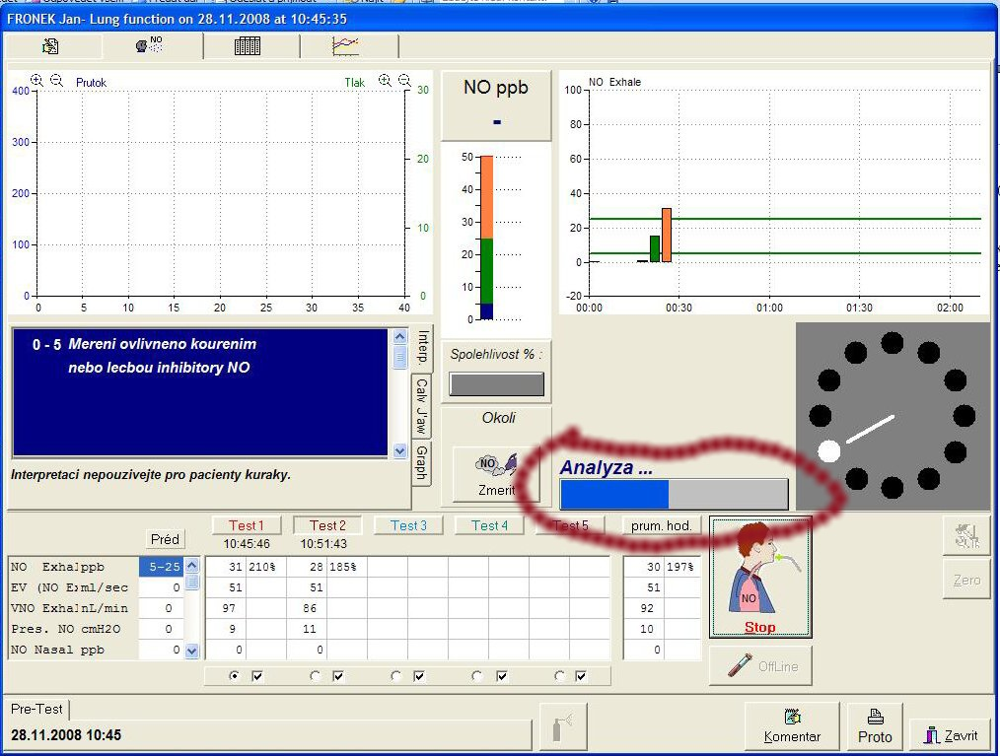 FRONEK Jan- Lung function on 28.11.2008 at 10:45:35
NO
Prutok
Tlak
400
300
200
100
0
30
20
10
0
0 5 10 15 20 25 30 35 40
NO ppb
-
50
40
30
20
10
0
NO Exhale
100
80
60
40
20
0
-20
00:00 00:30 01:00 01:30 02:00
0 - 5 Mereni ovlivneno kourenim
nebo lecbou inhibitory NO
Interp.
Calv J'aw
Graph
Interpretaci nepouzivejte pro pacienty kuraky.
Spolehlivost % :
Okoli
NO
Zmerit
Analyza ...
Test 1 Test 2 Test 3 Test 4 Test 5 prum. hod.
Préd 10:45:46 10:51:43
NO Exhalppb 5-25 31 210% 28 185% 30 197%
EV (NO E:ml/sec 0 51 51 51
VNO ExhalnL/min 0 97 86 92
Pres. NO cmH2O 0 9 11 10
NO Nasal ppb 0 0 0 0
NO
Stop
Zero
OffLine
Pre-Test
28.11.2008 10:45
Komentar
Proto
Zavrit